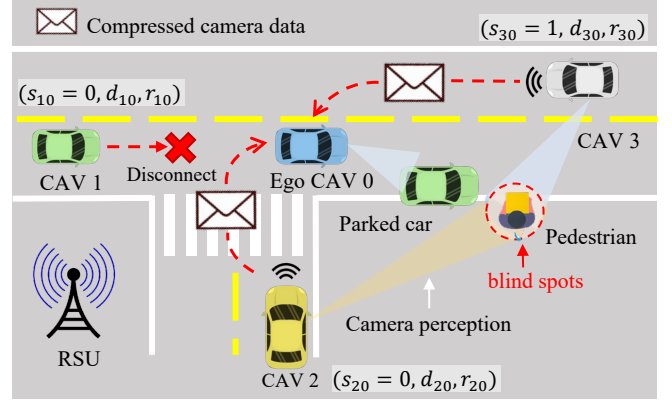 Compressed camera data
(s₃₀ = 1, d₃₀, r₃₀)
(s₁₀ = 0, d₁₀, r₁₀)
CAV 3
CAV 1
Disconnect
Ego CAV 0
Parked car
Pedestrian
blind spots
Camera perception
RSU
CAV 2
(s₂₀ = 0, d₂₀, r₂₀)